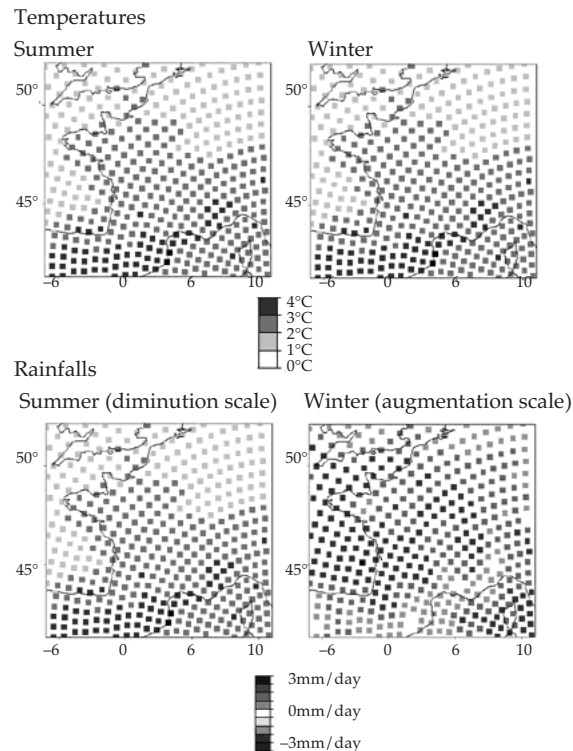 Temperatures
Summer Winter
50° 50°
45° 45°
−6 0 6 10 −6 0 6 10
4°C
3°C
2°C
1°C
0°C
Rainfalls
Summer (diminution scale) Winter (augmentation scale)
50° 50°
45° 45°
−6 0 6 10 −6 0 6 10
3mm/day
0mm/day
−3mm/day